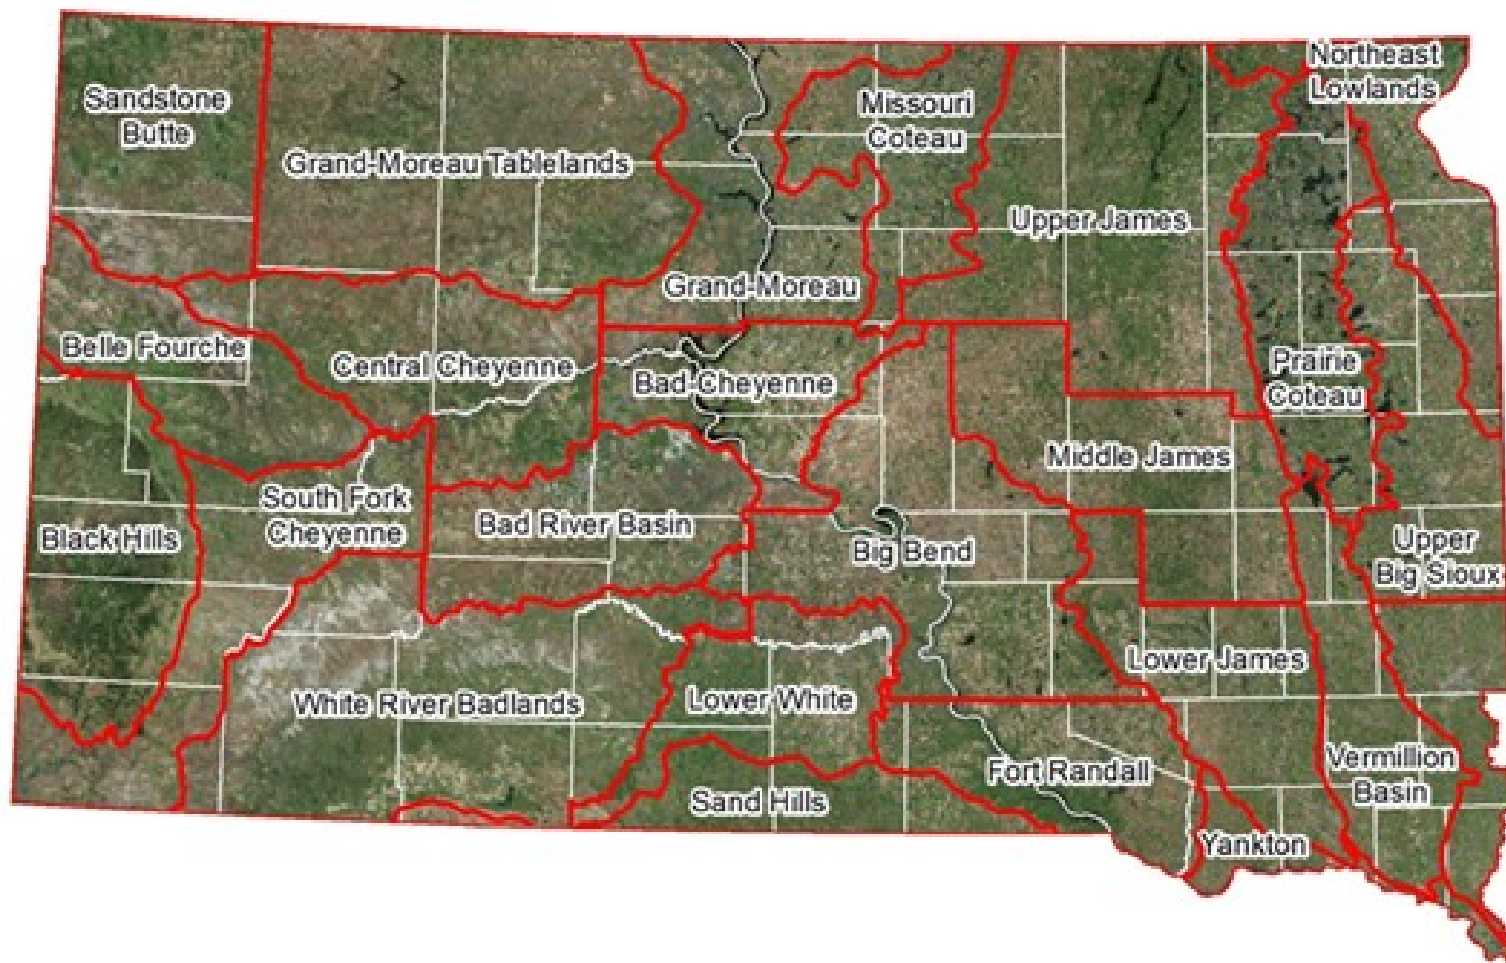 Northeast
Lowlands
Sandstone
Butte
Missouri
Coteau
Grand-Moreau Tablelands
Upper James
Grand-Moreau
Belle Fourche
Central Cheyenne
Bad-Cheyenne
Prairie
Coteau
Middle James
South Fork
Cheyenne
Black Hills
Bad River Basin
Big Bend
Upper
Big Sioux
Lower James
White River Badlands
Lower White
Vermillion
Basin
Fort Randall
Sand Hills
Yankton